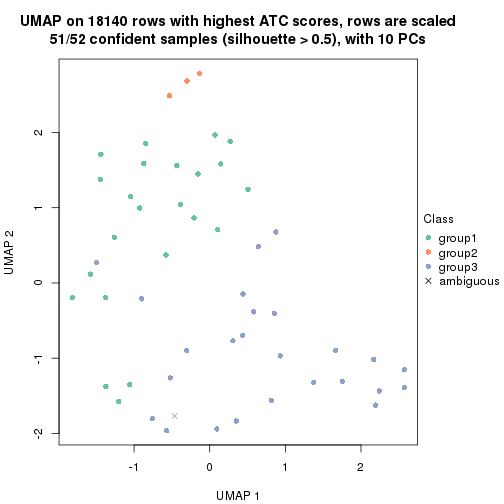 UMAP on 18140 rows with highest ATC scores, rows are scaled
51/52 confident samples (silhouette > 0.5), with 10 PCs
2
1
0
-1
-2
UMAP 2
-1
0
1
2
UMAP 1
Class
group1
group2
group3
ambiguous